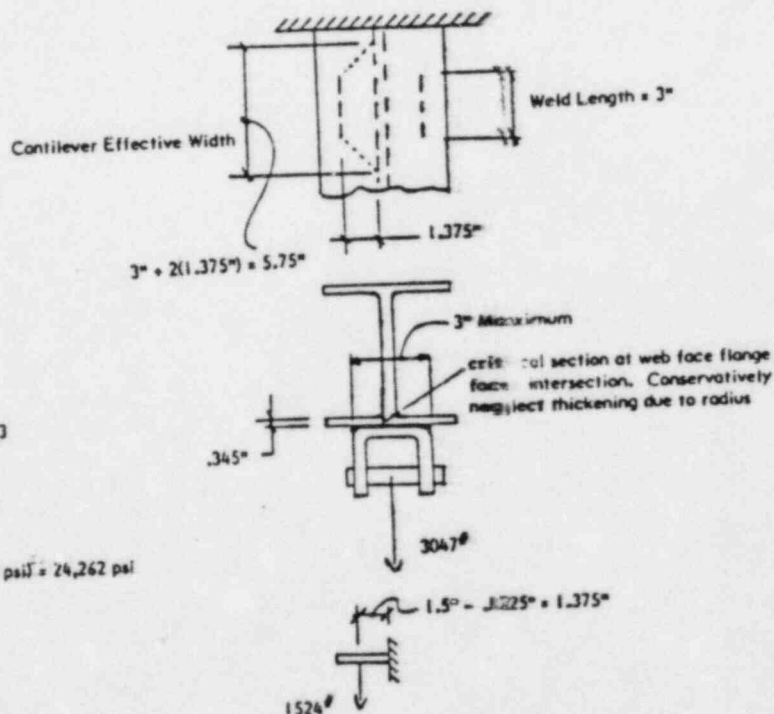 Weld Length = 3"
Cantilever Effective Width
1.375"
3" + 2(1.375") = 5.75"
3" Maximum
section at web face flange
face intersection. Conservatively
neglect thickening due to radius
3
.345"
3047#
psi) = 24,262 psi
1.5" - = 1.375"
1524#